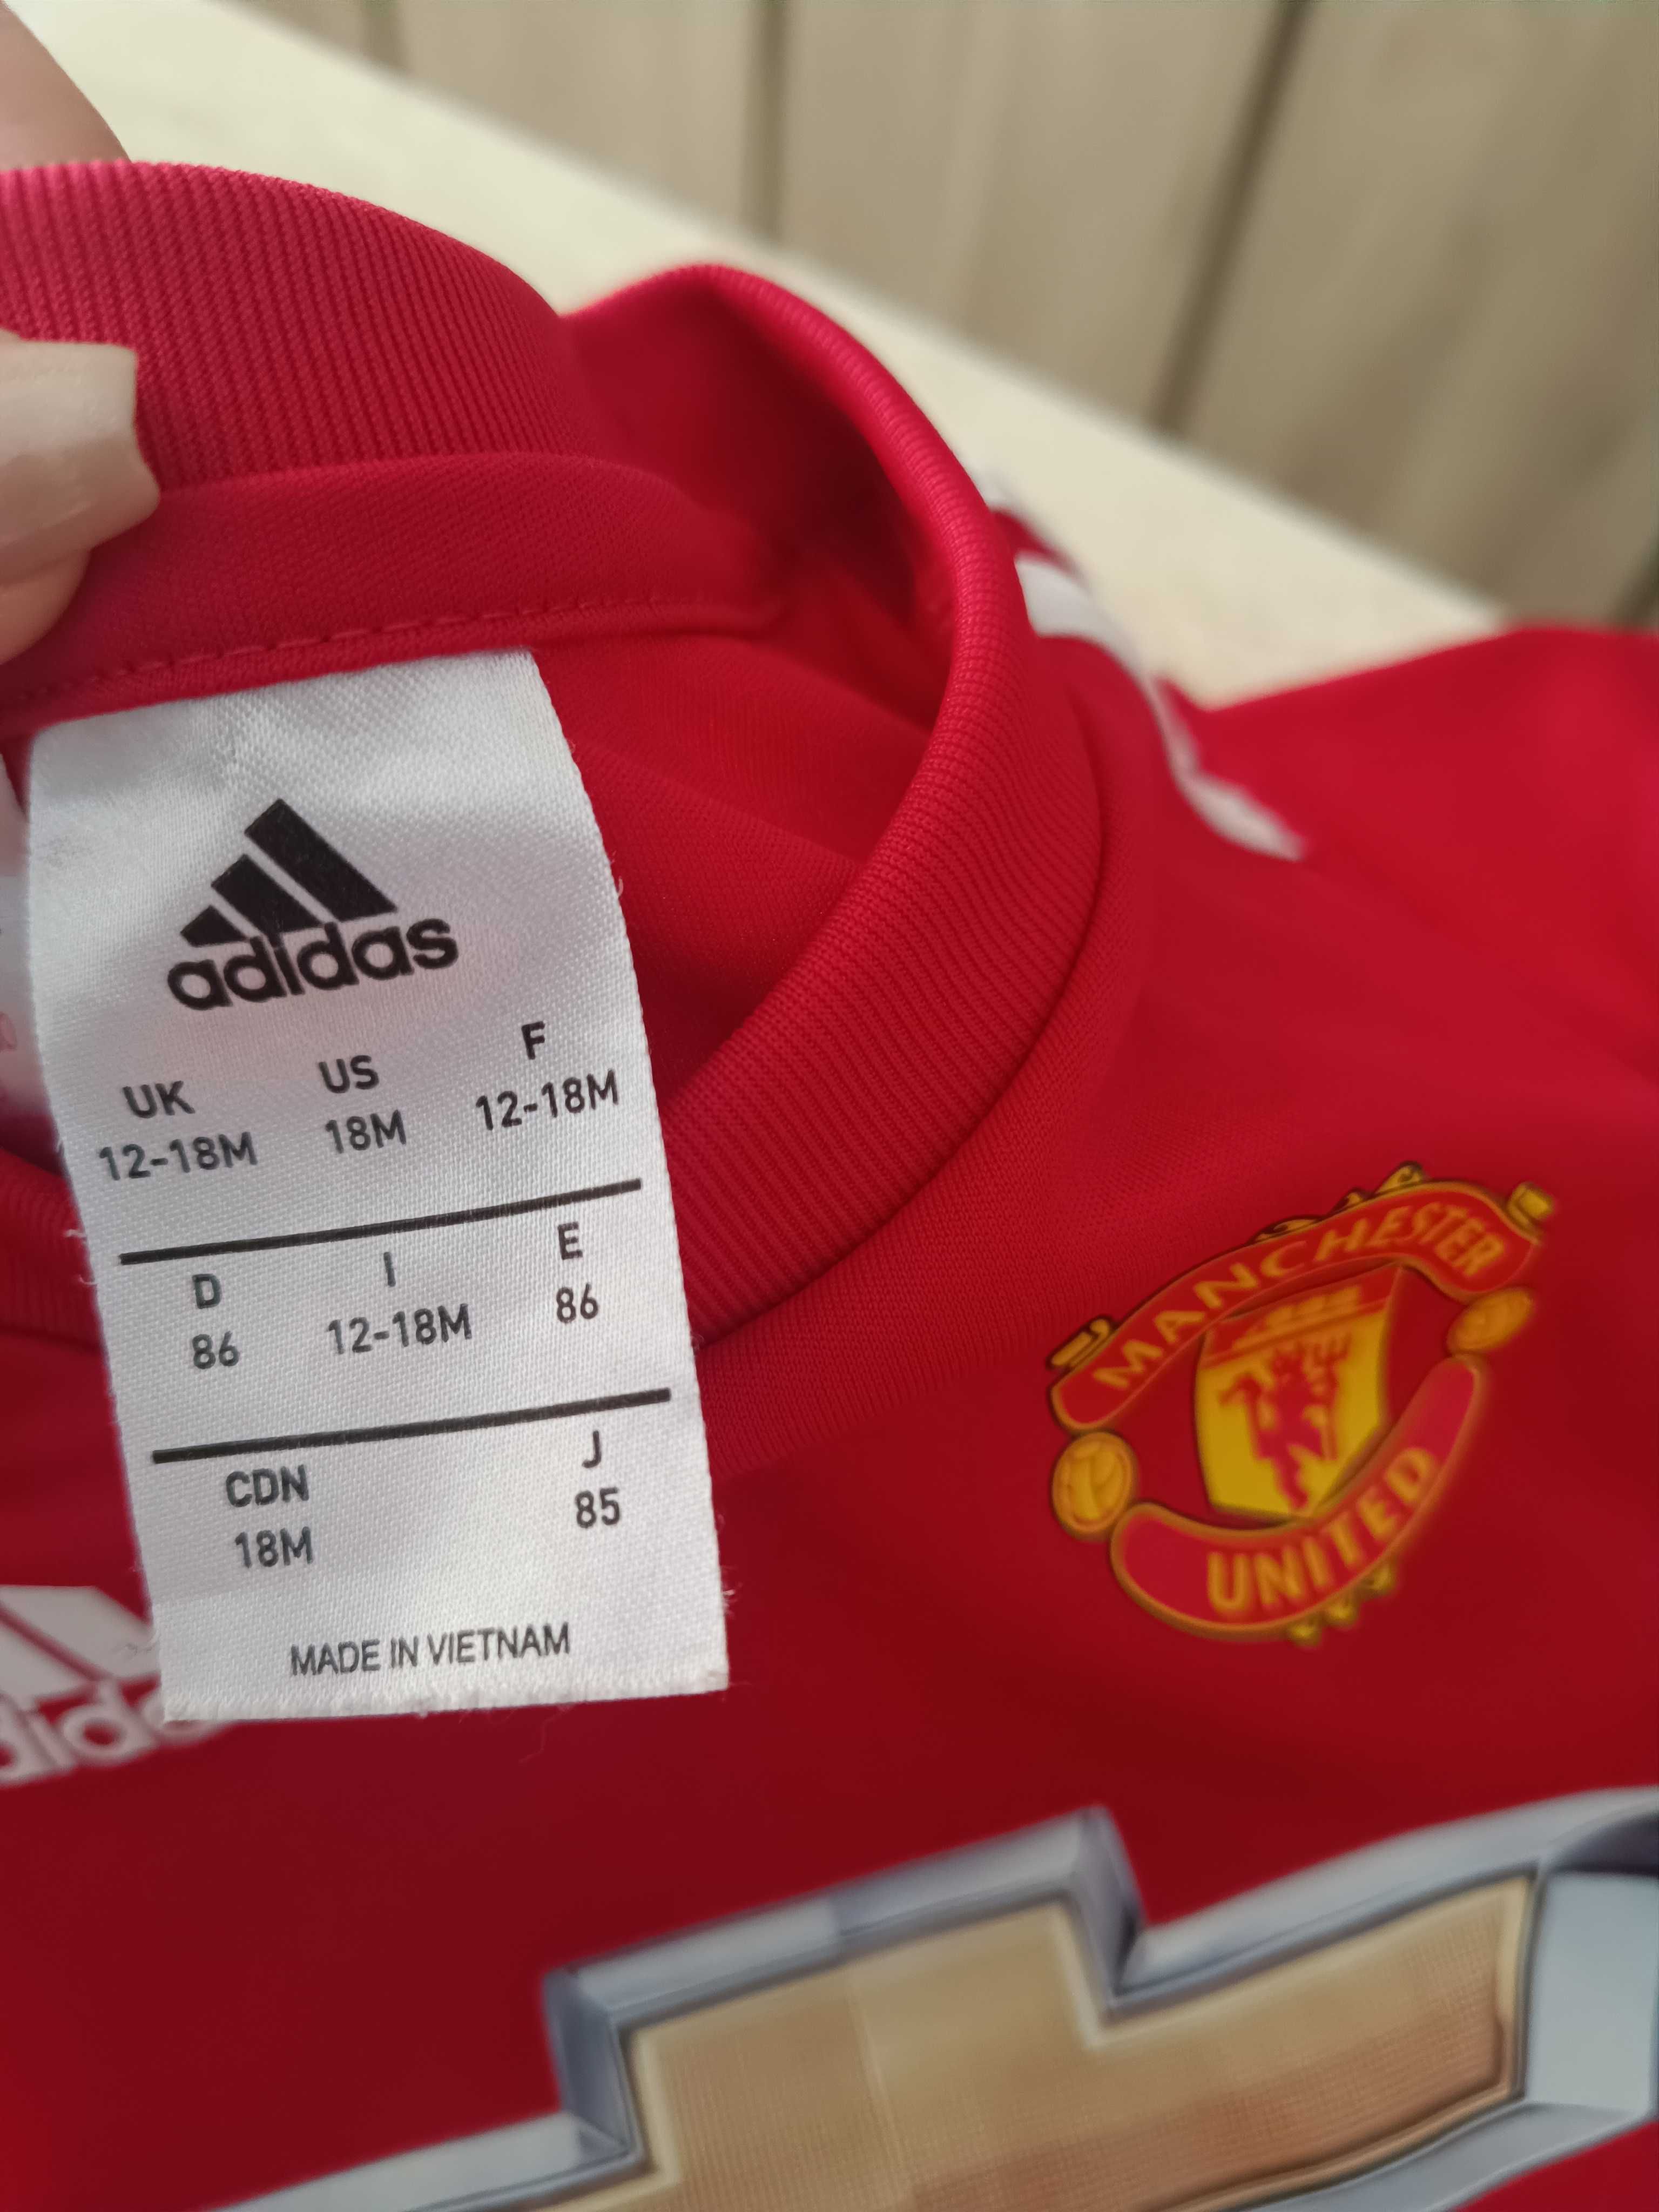 adidas
UK US F
12-18M 18M 12-18M
D I E
86 12-18M 86
CDN J
18M 85
MADE IN VIETNAM
MANCHESTER
UNITED